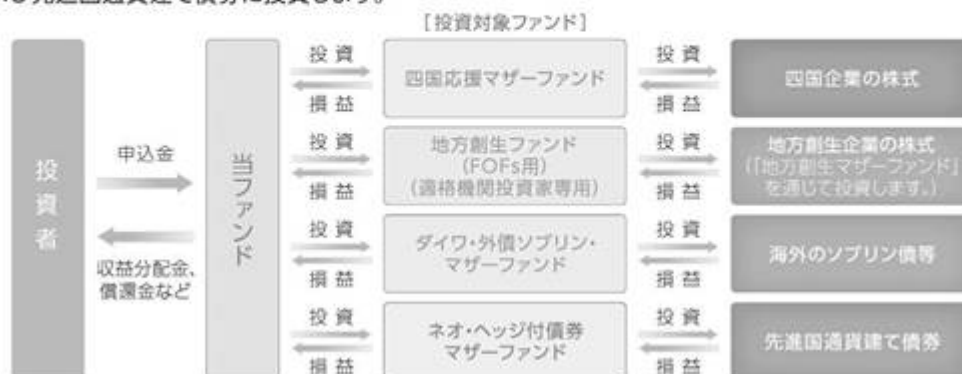 先進国通貨建て債券に投資します。
[投資対象ファンド]
投資者
申込金
収益分配金、
償還金など
当ファンド
投資
損益
四国応援マザーファンド
投資
損益
四国企業の株式
投資
損益
地方創生ファンド
(FOFs用)
(適格機関投資家専用)
投資
損益
地方創生企業の株式
(「地方創生マザーファンド」
を通じて投資します。)
投資
損益
ダイワ・外債ソブリン・
マザーファンド
投資
損益
海外のソブリン債等
投資
損益
ネオ・ヘッジ付債券
マザーファンド
投資
損益
先進国通貨建て債券